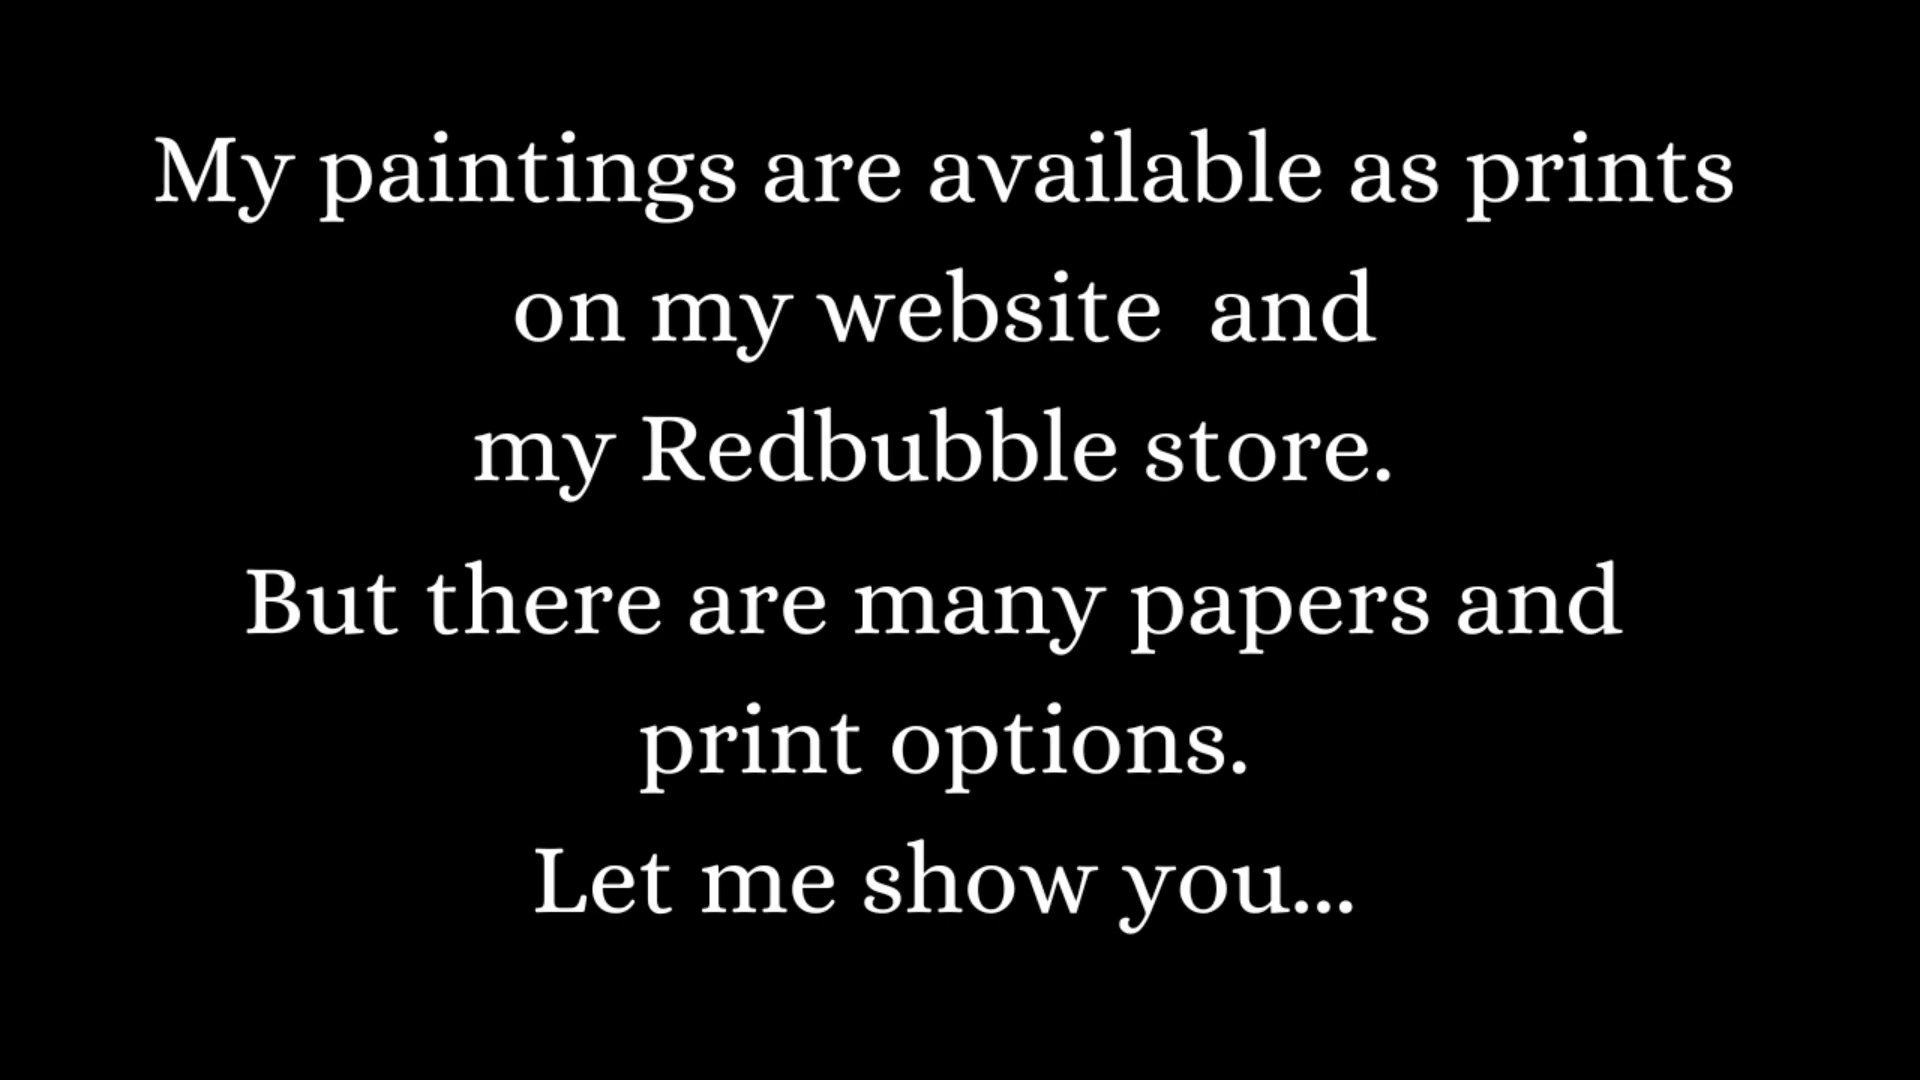 My paintings are available as prints
on my website and
my Redbubble store.
But there are many papers and
print options.
Let me show you...